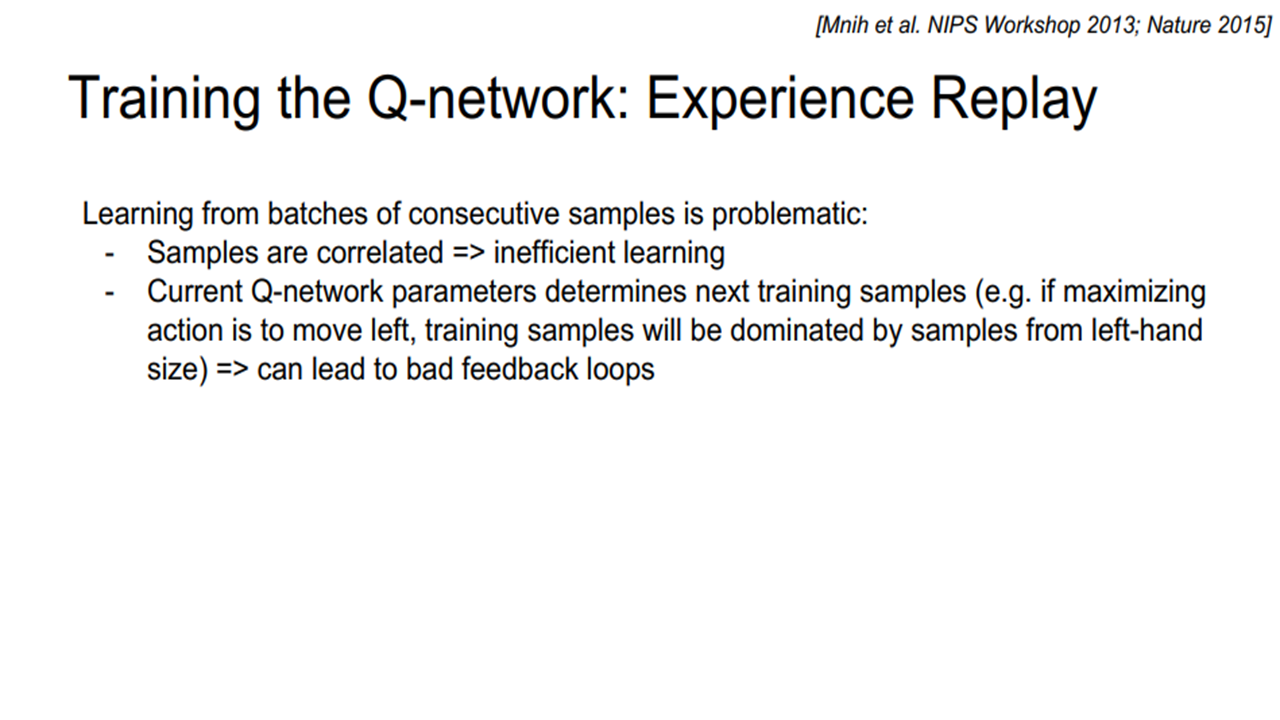 [Mnih et al. NIPS Workshop 2013; Nature 2015]
Training the Q-network: Experience Replay
Learning from batches of consecutive samples is problematic:
- Samples are correlated => inefficient learning
- Current Q-network parameters determines next training samples (e.g. if maximizing
action is to move left, training samples will be dominated by samples from left-hand
size) => can lead to bad feedback loops